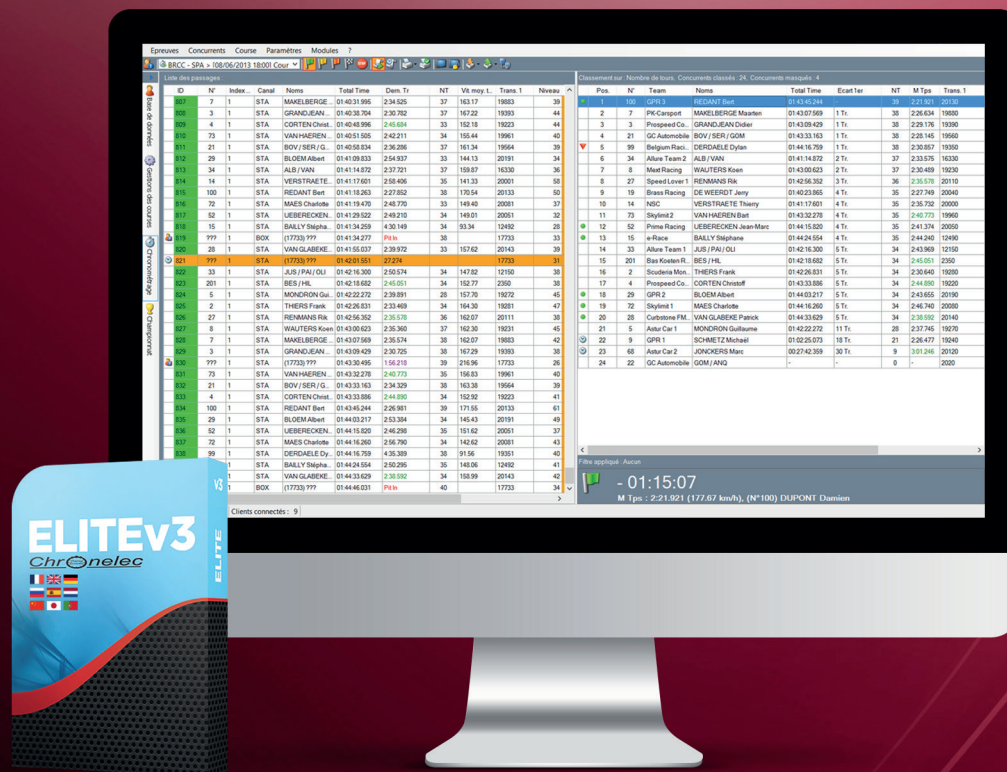 Epreuves Concurrents Course Paramètres Modules ?
BRCC - SPA > [08/06/2013 18:00] Cour
Liste des passages :
ID N° Index... Canal Noms Total Time Dern. Tr NT Vit. moy. t... Trans. 1 Niveau
807 7 1 STA MAKELBERGE... 01:40:31.995 2:34.525 37 163.17 19883 39
808 3 1 STA GRANDJEAN... 01:40:38.704 2:30.782 37 167.22 19393 44
809 4 1 STA CORTEN Christ... 01:40:48.995 2:45.604 33 152.18 19223 44
810 73 1 STA VAN HAEREN... 01:40:51.505 2:42.211 34 155.44 19961 40
811 21 1 STA BOV / SER / G... 01:40:58.834 2:36.286 37 161.34 19564 39
812 29 1 STA BLOEM Albert 01:41:09.833 2:54.937 33 144.13 20191 34
813 34 1 STA ALB / VAN 01:41:14.872 2:37.721 37 159.87 16330 36
814 14 1 STA VERSTRAETE... 01:41:17.601 2:58.406 35 141.33 20001 58
815 100 1 STA REDANT Bert 01:41:18.263 2:27.852 38 170.54 20133 50
816 72 1 STA MAES Charlotte 01:41:19.470 2:48.770 33 149.40 20081 37
817 52 1 STA UEBERECKEN... 01:41:29.522 2:49.210 34 149.01 20051 32
818 15 1 STA BAILLY Stépha... 01:41:34.259 4:30.149 34 93.34 12492 28
819 ??? 1 BOX (17733) ??? 01:41:34.277 Pit In 38 17733 33
820 28 1 STA VAN GLABEKE... 01:41:55.037 2:39.972 33 157.62 20143 39
821 ??? 1 STA (17733) ??? 01:42:01.551 27.274 17733 31
822 33 1 STA JUS / PAI / OLI 01:42:16.300 2:50.574 34 147.82 12150 38
823 201 1 STA BES / HIL 01:42:18.682 2:45.051 34 152.77 2350 38
824 5 1 STA MONDRON Gui... 01:42:22.272 2:39.891 28 157.70 19272 45
825 2 1 STA THIERS Frank 01:42:26.831 2:33.469 34 164.30 19281 47
826 27 1 STA RENMANS Rik 01:42:56.352 2:35.578 36 162.07 20111 38
827 8 1 STA WAUTERS Koen 01:43:00.623 2:35.360 37 162.30 19231 45
828 7 1 STA MAKELBERGE... 01:43:07.569 2:35.574 38 162.07 19883 42
829 3 1 STA GRANDJEAN... 01:43:09.429 2:30.725 38 167.29 19393 38
830 ??? 1 STA (17733) ??? 01:43:30.495 1:56.218 39 216.96 17733 26
831 73 1 STA VAN HAEREN... 01:43:32.278 2:40.773 35 156.83 19961 40
832 21 1 STA BOV / SER / G... 01:43:33.163 2:34.329 38 163.38 19564 39
833 4 1 STA CORTEN Christ... 01:43:33.886 2:44.890 34 152.92 19223 41
834 100 1 STA REDANT Bert 01:43:45.244 2:26.981 39 171.55 20133 61
835 29 1 STA BLOEM Albert 01:44:03.217 2:53.384 34 145.43 20191 49
836 52 1 STA UEBERECKEN... 01:44:15.820 2:46.298 35 151.62 20051 37
837 72 1 STA MAES Charlotte 01:44:16.260 2:56.790 34 142.62 20081 43
838 99 1 STA DERDAELE Dy... 01:44:16.759 4:35.389 38 91.56 19351 40
1 STA BAILLY Stépha... 01:44:24.554 2:50.295 35 148.06 12492 41
1 STA VAN GLABEKE... 01:44:33.629 2:38.592 34 158.99 20143 42
1 BOX (17733) ??? 01:44:46.031 Pit In 40 17733 34
Clients connectés : 9
Base de données
Gestions des courses
Chronométrage
Championnat
Classement sur : Nombre de tours, Concurrents classés : 24, Concurrents masqués : 4
Pos. N° Team Noms Total Time Ecart 1er NT M Tps Trans. 1
1 100 GPR 3 REDANT Bert 01:43:45.244 - 39 2:21.921 20130
2 7 PK-Carsport MAKELBERGE Maarten 01:43:07.569 1 Tr. 38 2:26.634 19880
3 3 Prospeed Co... GRANDJEAN Didier 01:43:09.429 1 Tr. 38 2:29.176 19390
4 21 GC Automobile BOV / SER / GOM 01:43:33.163 1 Tr. 38 2:28.145 19560
5 99 Belgium Raci... DERDAELE Dylan 01:44:16.759 1 Tr. 38 2:30.857 19350
6 34 Allure Team 2 ALB / VAN 01:41:14.872 2 Tr. 37 2:33.575 16330
7 8 Meat Racing WAUTERS Koen 01:43:00.623 2 Tr. 37 2:30.489 19230
8 27 Speed Lover 1 RENMANS Rik 01:42:56.352 3 Tr. 36 2:35.578 20110
9 19 Brass Racing DE WEERDT Jerry 01:40:23.865 4 Tr. 35 2:27.749 20040
10 14 NSC VERSTRAETE Thierry 01:41:17.601 4 Tr. 35 2:35.732 20000
11 73 Skylimit 2 VAN HAEREN Bart 01:43:32.278 4 Tr. 35 2:40.773 19960
12 52 Prime Racing UEBERECKEN Jean-Marc 01:44:15.820 4 Tr. 35 2:41.374 20050
13 15 e-Race BAILLY Stéphane 01:44:24.554 4 Tr. 35 2:44.240 12490
14 33 Allure Team 1 JUS / PAI / OLI 01:42:16.300 5 Tr. 34 2:43.969 12150
15 201 Bas Koeten R... BES / HIL 01:42:18.682 5 Tr. 34 2:45.051 2350
16 2 Scuderia Mon... THIERS Frank 01:42:26.831 5 Tr. 34 2:30.640 19280
17 4 Prospeed Co... CORTEN Christoff 01:43:33.886 5 Tr. 34 2:44.890 19220
18 29 GPR 2 BLOEM Albert 01:44:03.217 5 Tr. 34 2:43.655 20190
19 72 Skylimit 1 MAES Charlotte 01:44:16.260 5 Tr. 34 2:46.740 20080
20 28 Curbstone FM... VAN GLABEKE Patrick 01:44:33.629 5 Tr. 34 2:38.592 20140
21 5 Astur Car 1 MONDRON Guillaume 01:42:22.272 11 Tr. 28 2:37.745 19270
22 9 GPR 1 SCHMETZ Michaël 01:02:25.073 18 Tr. 21 2:26.477 19240
23 68 Astur Car 2 JONCKERS Marc 00:27:42.359 30 Tr. 9 3:01.246 20120
24 22 GC Automobile GOM / ANQ - - 0 - 2020
Filtre appliqué : Aucun
- 01:15:07
M Tps : 2:21.921 (177.67 km/h), (N°100) DUPONT Damien
V3
ELITEv3
Chronelec
ELITE